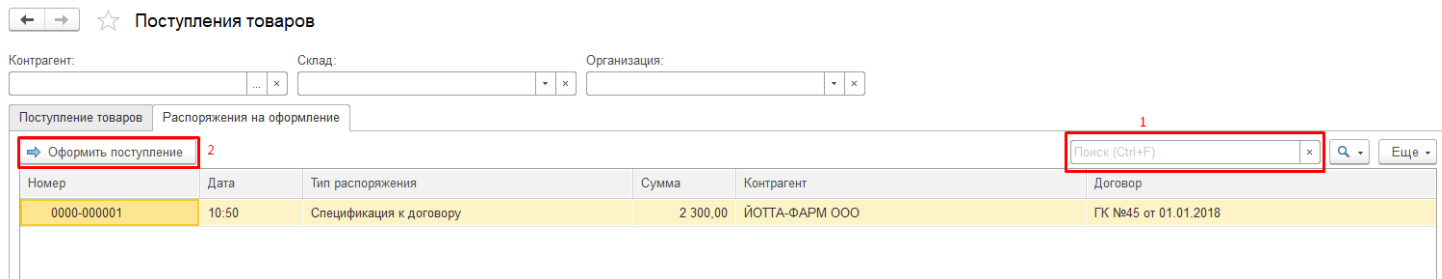 Поступления товаров
Контрагент: Склад: Организация:
Поступление товаров Распоряжения на оформление
1
Оформить поступление 2 Поиск (Ctrl+F) Еще
Номер Дата Тип распоряжения Сумма Контрагент Договор
0000-000001 10:50 Спецификация к договору 2 300,00 ЙОТТА-ФАРМ ООО ГК №45 от 01.01.2018